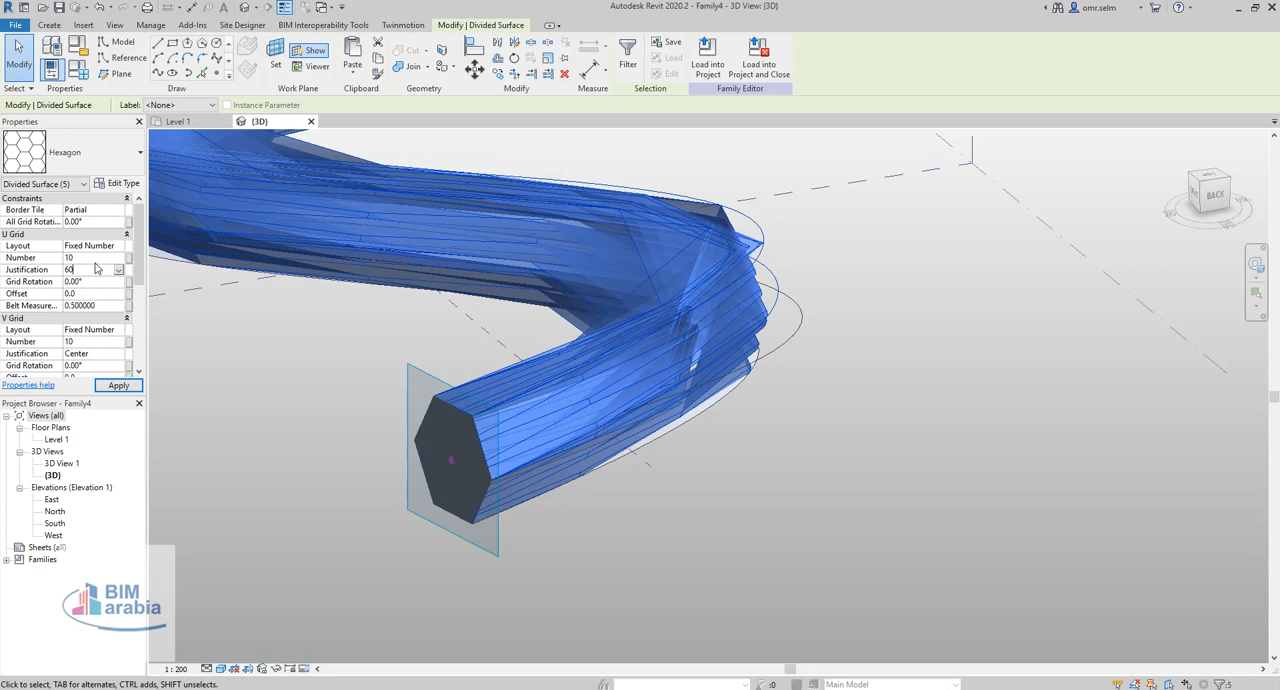 Autodesk Revit 2020.2 - Family4 - 3D View: {3D}
omr.selm
File Create Insert View Manage Add-Ins Site Designer BIM Interoperability Tools Twinmotion Modify | Divided Surface
Modify
Model
Reference
Plane
Set
Show
Viewer
Paste
Cut
Join
Filter
Save
Load
Edit
Load into
Project
Load into
Project and Close
Select Properties Draw Work Plane Clipboard Geometry Modify Measure Selection Family Editor
Modify | Divided Surface Label: <None> Instance Parameter
Properties
Level 1
{3D}
Hexagon
Divided Surface (5) Edit Type
Constraints
Border Tile Partial
All Grid Rotati... 0.00°
U Grid
Layout Fixed Number
Number 10
Justification 60
Grid Rotation 0.00°
Offset 0.0
Belt Measure... 0.500000
V Grid
Layout Fixed Number
Number 10
Justification Center
Grid Rotation 0.00°
Properties help Apply
Project Browser - Family4
Views (all)
Floor Plans
Level 1
3D Views
3D View 1
{3D}
Elevations (Elevation 1)
East
North
South
West
Sheets (all)
Families
BIM
arabia
BACK
1 : 200
Click to select, TAB for alternates, CTRL adds, SHIFT unselects.
:0
Main Model
:5